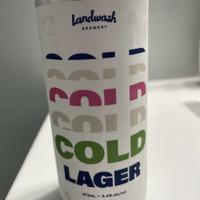 Landwash
BREWERY
COLD
COLD
COLD
COLD
COLD
LAGER
473mL • 4.4% alc/vol